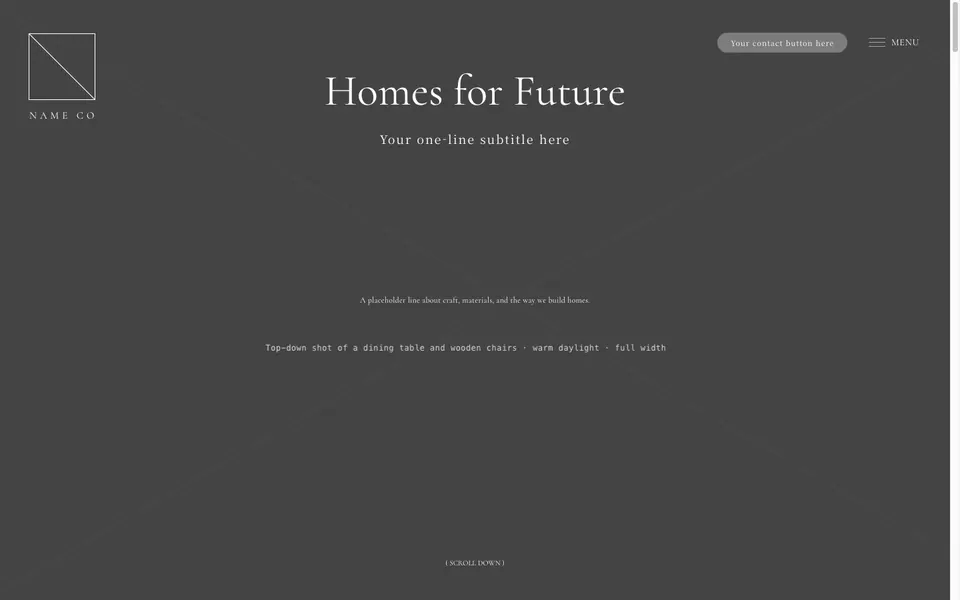 NAME CO
Your contact button here
MENU
Homes for Future
Your one-line subtitle here
A placeholder line about craft, materials, and the way we build homes.
Top-down shot of a dining table and wooden chairs · warm daylight · full width
( SCROLL DOWN )